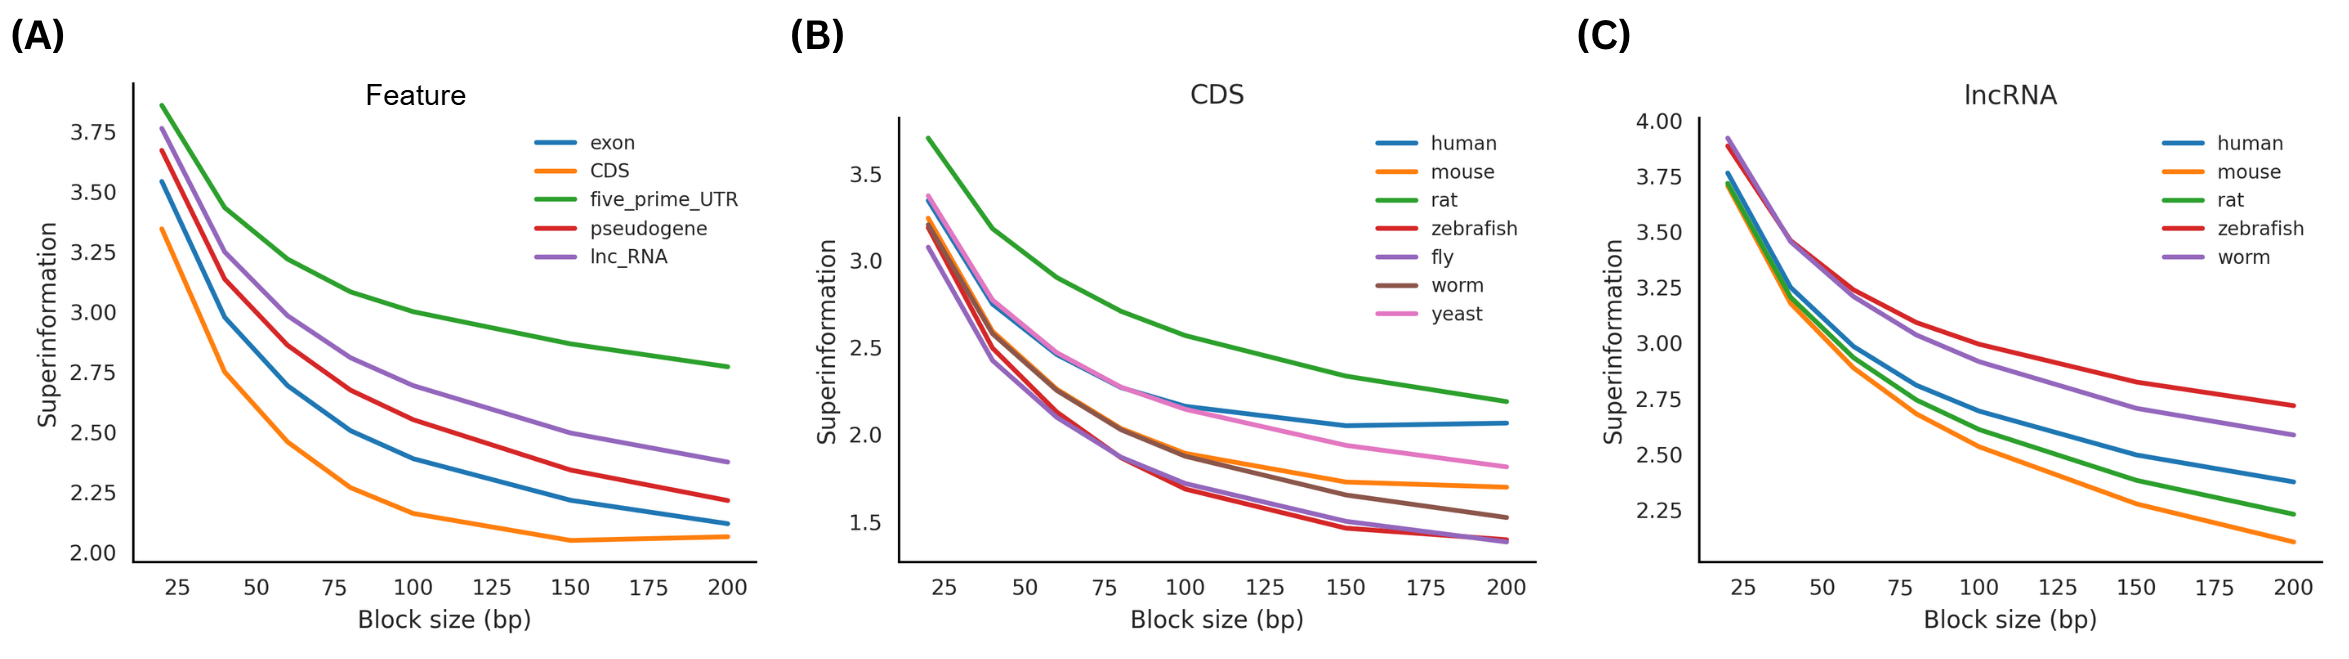 (A)
Feature
Superinformation
3.75
3.50
3.25
3.00
2.75
2.50
2.25
2.00
exon
CDS
five_prime_UTR
pseudogene
lnc_RNA
25 50 75 100 125 150 175 200
Block size (bp)
(B)
CDS
Superinformation
3.5
3.0
2.5
2.0
1.5
human
mouse
rat
zebrafish
fly
worm
yeast
25 50 75 100 125 150 175 200
Block size (bp)
(C)
lncRNA
Superinformation
4.00
3.75
3.50
3.25
3.00
2.75
2.50
2.25
human
mouse
rat
zebrafish
worm
25 50 75 100 125 150 175 200
Block size (bp)